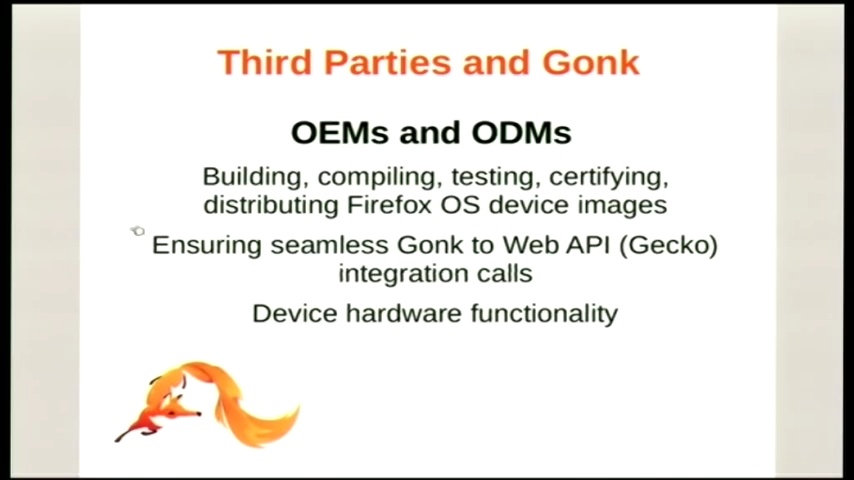 Third Parties and Gonk
OEMs and ODMs
Building, compiling, testing, certifying,
distributing Firefox OS device images
Ensuring seamless Gonk to Web API (Gecko)
integration calls
Device hardware functionality